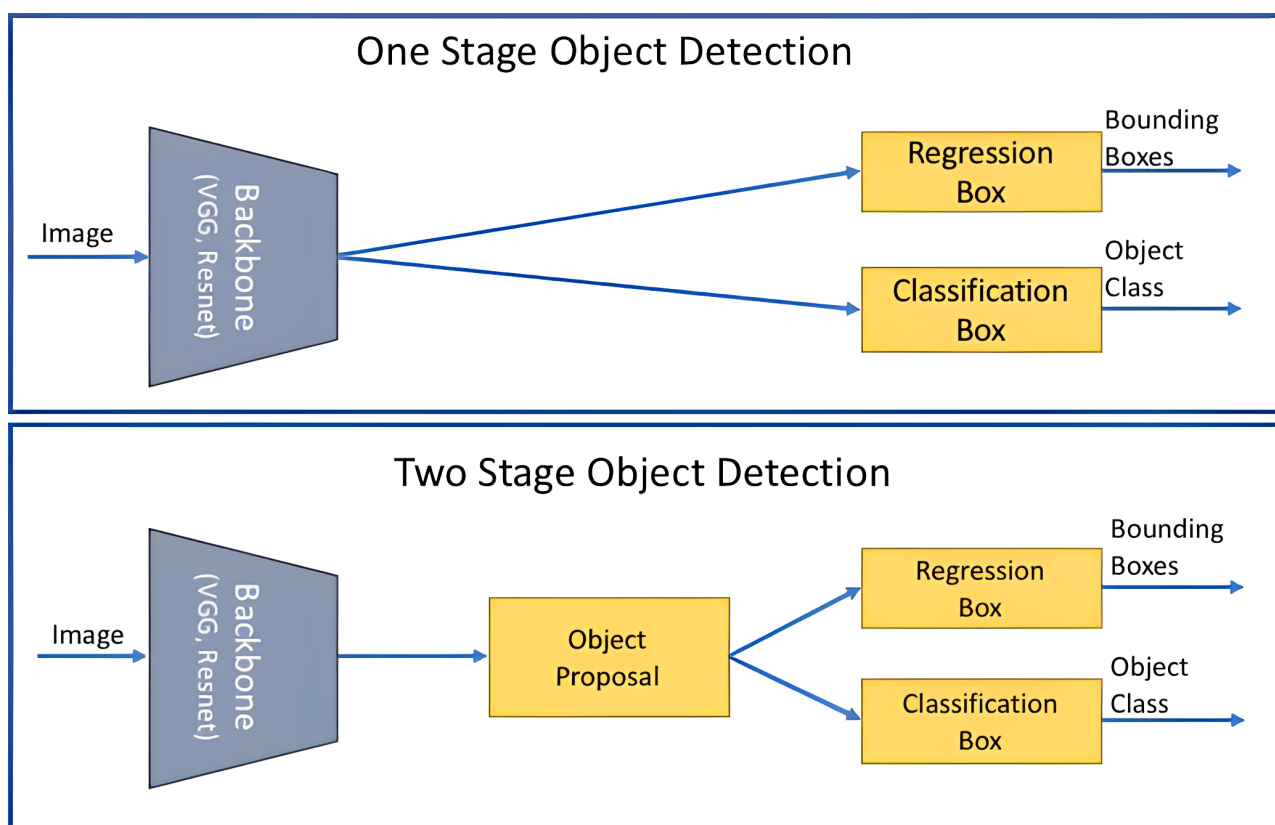 One Stage Object Detection
Image
Backbone
(VGG, Resnet)
Regression
Box
Bounding
Boxes
Classification
Box
Object
Class
Two Stage Object Detection
Image
Backbone
(VGG, Resnet)
Object
Proposal
Regression
Box
Bounding
Boxes
Classification
Box
Object
Class